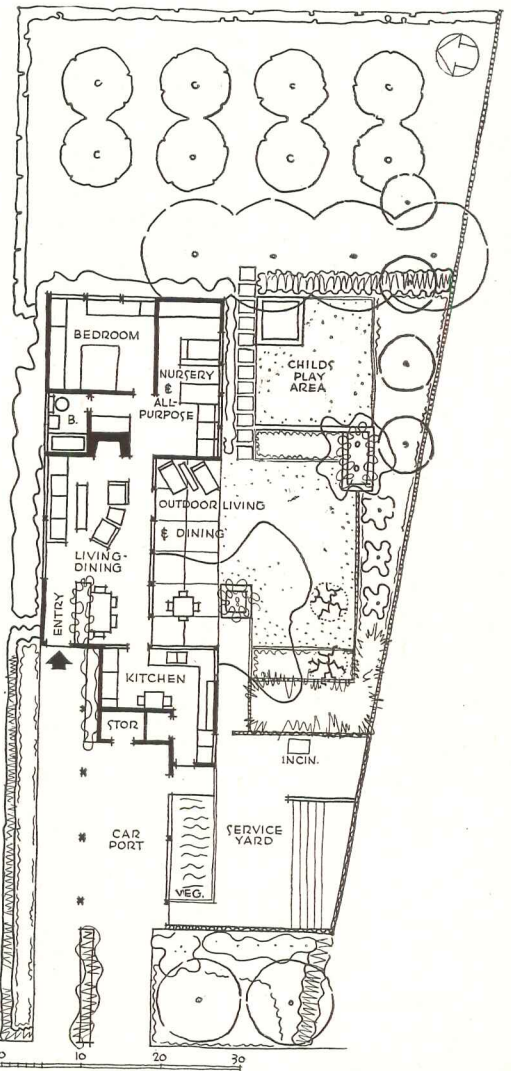 BEDROOM
NURSERY
&
ALL-
PURPOSE
B.
CHILDS
PLAY
AREA
OUTDOOR LIVING
& DINING
LIVING-
DINING
ENTRY
KITCHEN
STOR
INCIN.
CAR
PORT
SERVICE
YARD
VEG.
0 10 20 30